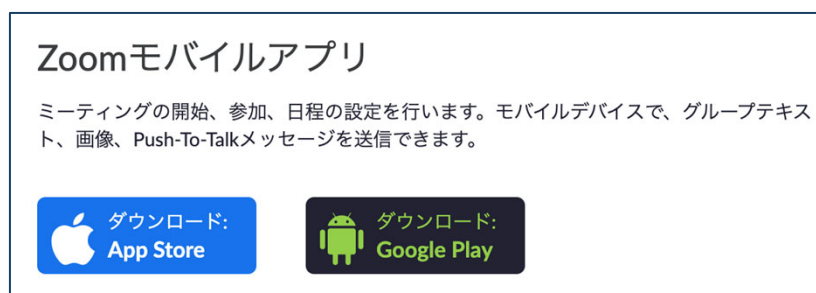 Zoomモバイルアプリ
ミーティングの開始、参加、日程の設定を行います。モバイルデバイスで、グループテキス
ト、画像、Push-To-Talkメッセージを送信できます。
ダウンロード:
App Store
ダウンロード:
Google Play